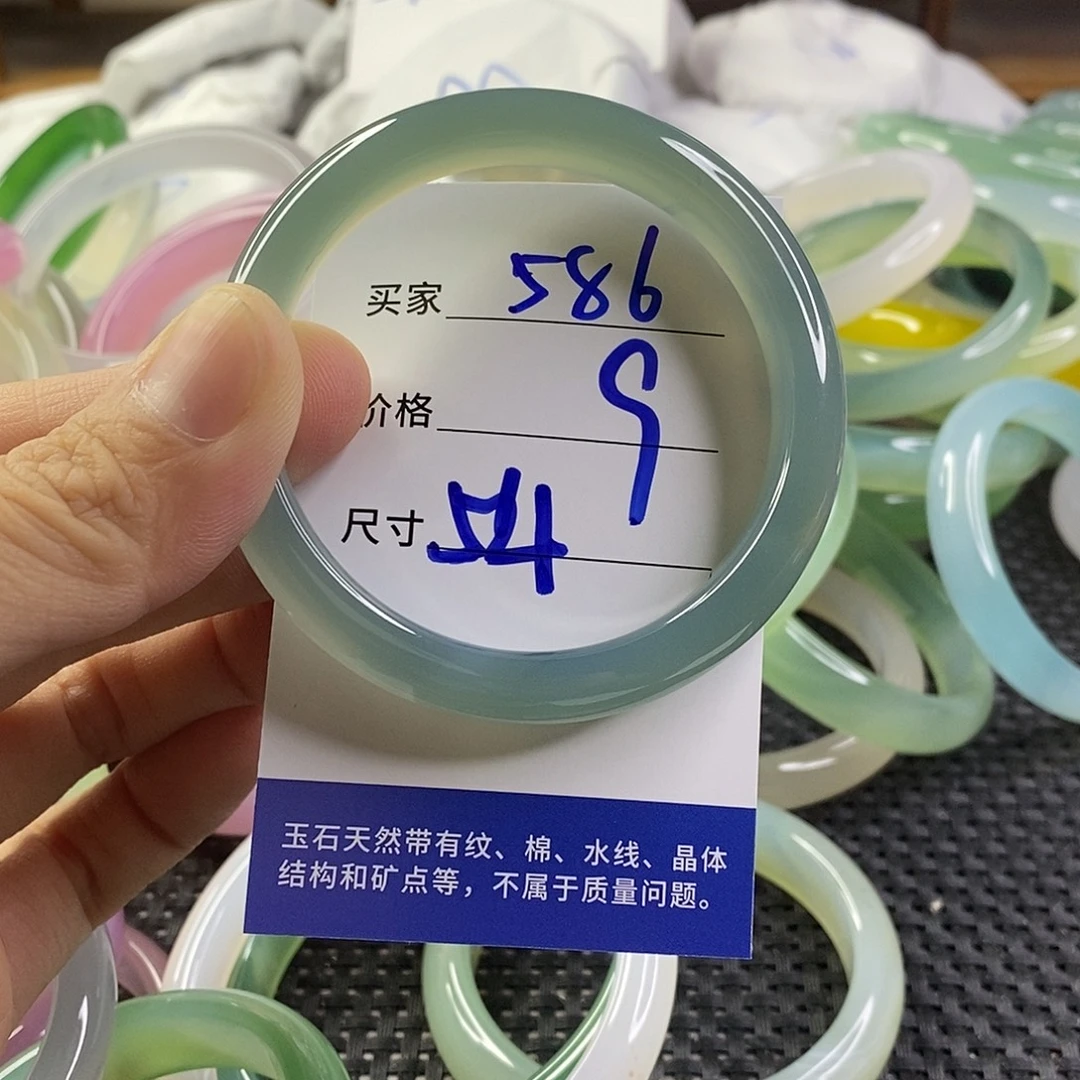 买家 586
价格 9
尺寸
玉石天然带有纹、棉、水线、晶体
结构和矿点等，不属于质量问题。